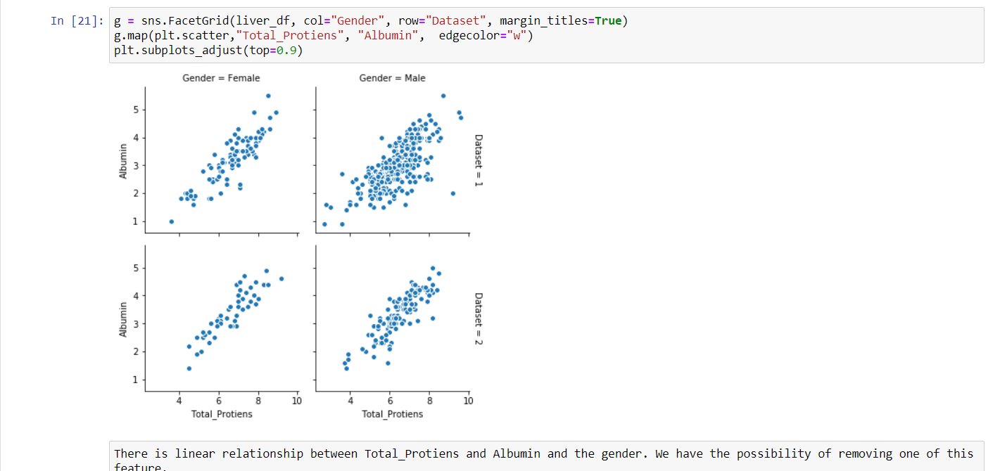 In [21]: g = sns.FacetGrid(liver_df, col="Gender", row="Dataset", margin_titles=True)
g.map(plt.scatter,"Total_Protiens", "Albumin",  edgecolor="w")
plt.subplots_adjust(top=0.9)
Gender = Female
Gender = Male
5
4
3
2
1
Albumin
Dataset = 1
5
4
3
2
1
Albumin
Dataset = 2
4 6 8 10
4 6 8 10
Total_Protiens
Total_Protiens
There is linear relationship between Total_Protiens and Albumin and the gender. We have the possibility of removing one of this
feature.